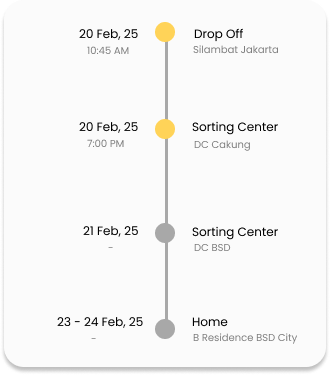 20 Feb, 25
10:45 AM
Drop Off
Silambat Jakarta
20 Feb, 25
7:00 PM
Sorting Center
DC Cakung
21 Feb, 25
-
Sorting Center
DC BSD
23 - 24 Feb, 25
-
Home
B Residence BSD City